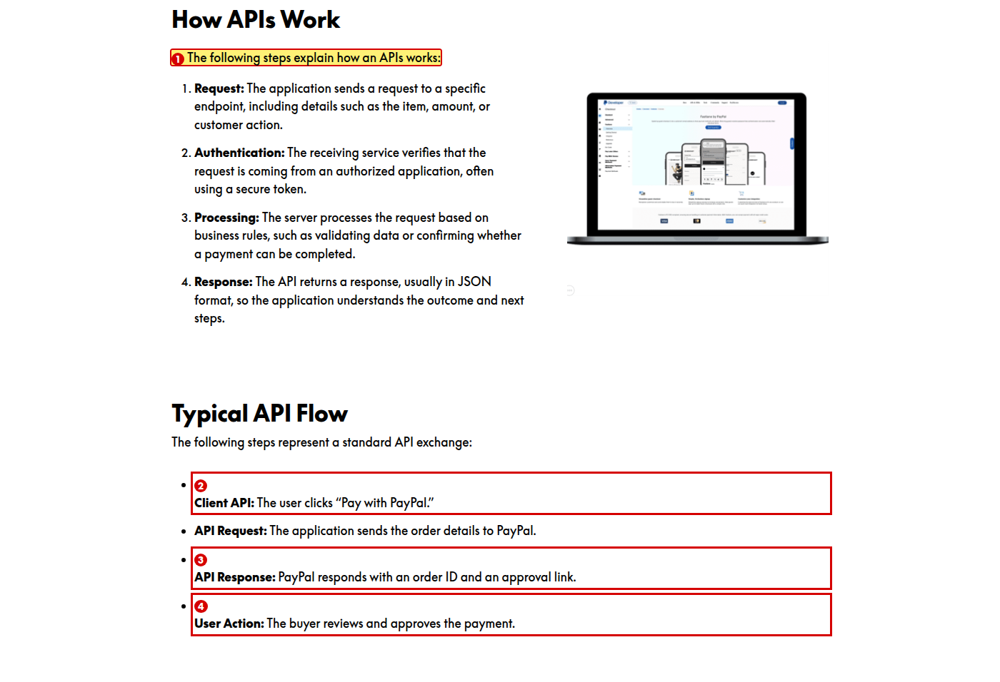 How APIs Work
1 The following steps explain how an APIs works:
1. Request: The application sends a request to a specific
endpoint, including details such as the item, amount, or
customer action.
2. Authentication: The receiving service verifies that the
request is coming from an authorized application, often
using a secure token.
3. Processing: The server processes the request based on
business rules, such as validating data or confirming whether
a payment can be completed.
4. Response: The API returns a response, usually in JSON
format, so the application understands the outcome and next
steps.
Developer
Fastlane by PayPal
VISA
Typical API Flow
The following steps represent a standard API exchange:
• 2
Client API: The user clicks “Pay with PayPal.”
• API Request: The application sends the order details to PayPal.
• 3
API Response: PayPal responds with an order ID and an approval link.
• 4
User Action: The buyer reviews and approves the payment.